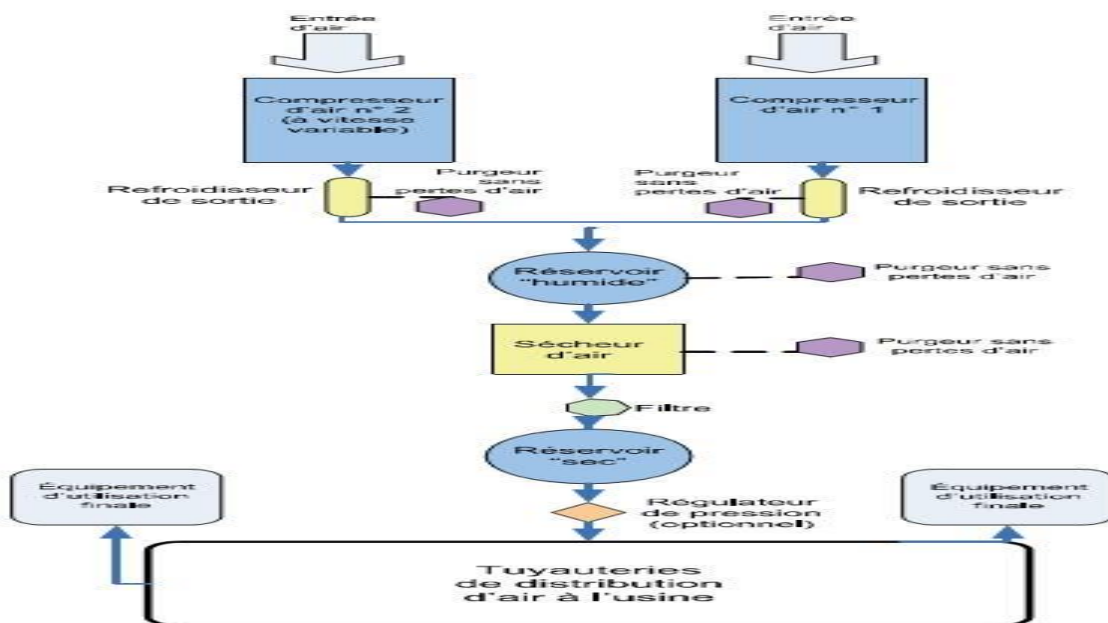 Entrée
d'air
Entrée
d'air
Compresseur
d'air n° 2
(à vitesse
variable)
Compresseur
d'air n° 1
Refroidisseur
de sortie
Purgeur
sans
pertes d'air
Purgeur
sans
pertes d'air
Refroidisseur
de sortie
Réservoir
"humide"
Purgeur sans
pertes d'air
Sécheur
d'air
Purgeur sans
pertes d'air
Filtre
Réservoir
"sec"
Équipement
d'utilisation
finale
Régulateur
de pression
(optionnel)
Équipement
d'utilisation
finale
Tuyauteries
de distribution
d'air à l'usine